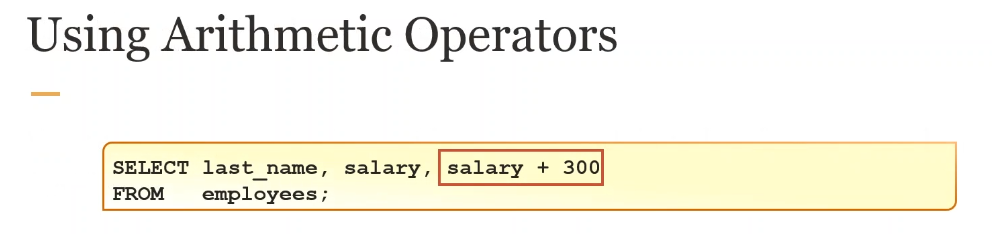 Using Arithmetic Operators
SELECT last_name, salary, salary + 300
FROM   employees;